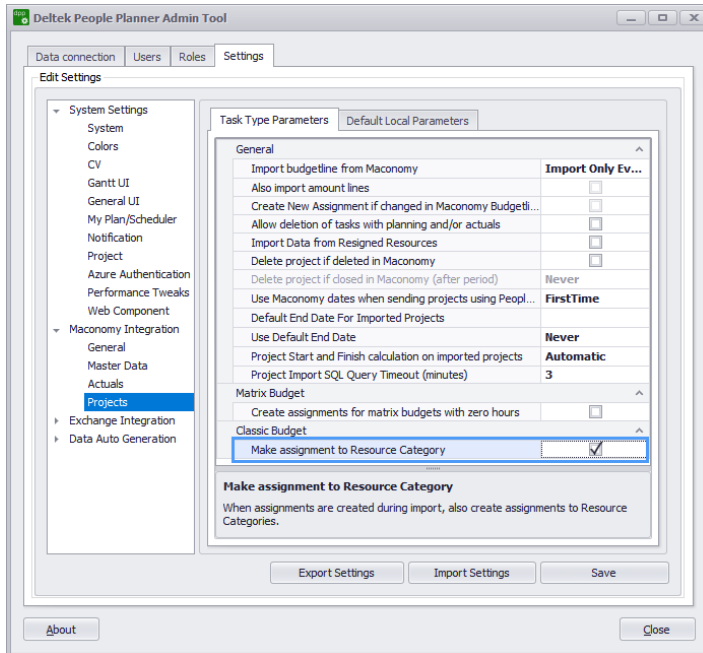 dpp
Deltek People Planner Admin Tool
Data connection Users Roles Settings
Edit Settings
System Settings
System
Colors
CV
Gantt UI
General UI
My Plan/Scheduler
Notification
Project
Azure Authentication
Performance Tweaks
Web Component
Maconomy Integration
General
Master Data
Actuals
Projects
Exchange Integration
Data Auto Generation
Task Type Parameters Default Local Parameters
General
Import budgetline from Maconomy Import Only Ev...
Also import amount lines
Create New Assignment if changed in Maconomy Budgetli...
Allow deletion of tasks with planning and/or actuals
Import Data from Resigned Resources
Delete project if deleted in Maconomy
Delete project if closed in Maconomy (after period) Never
Use Maconomy dates when sending projects using Peopl... FirstTime
Default End Date For Imported Projects
Use Default End Date Never
Project Start and Finish calculation on imported projects Automatic
Project Import SQL Query Timeout (minutes) 3
Matrix Budget
Create assignments for matrix budgets with zero hours
Classic Budget
Make assignment to Resource Category
Make assignment to Resource Category
When assignments are created during import, also create assignments to Resource
Categories.
Export Settings Import Settings Save
About Close